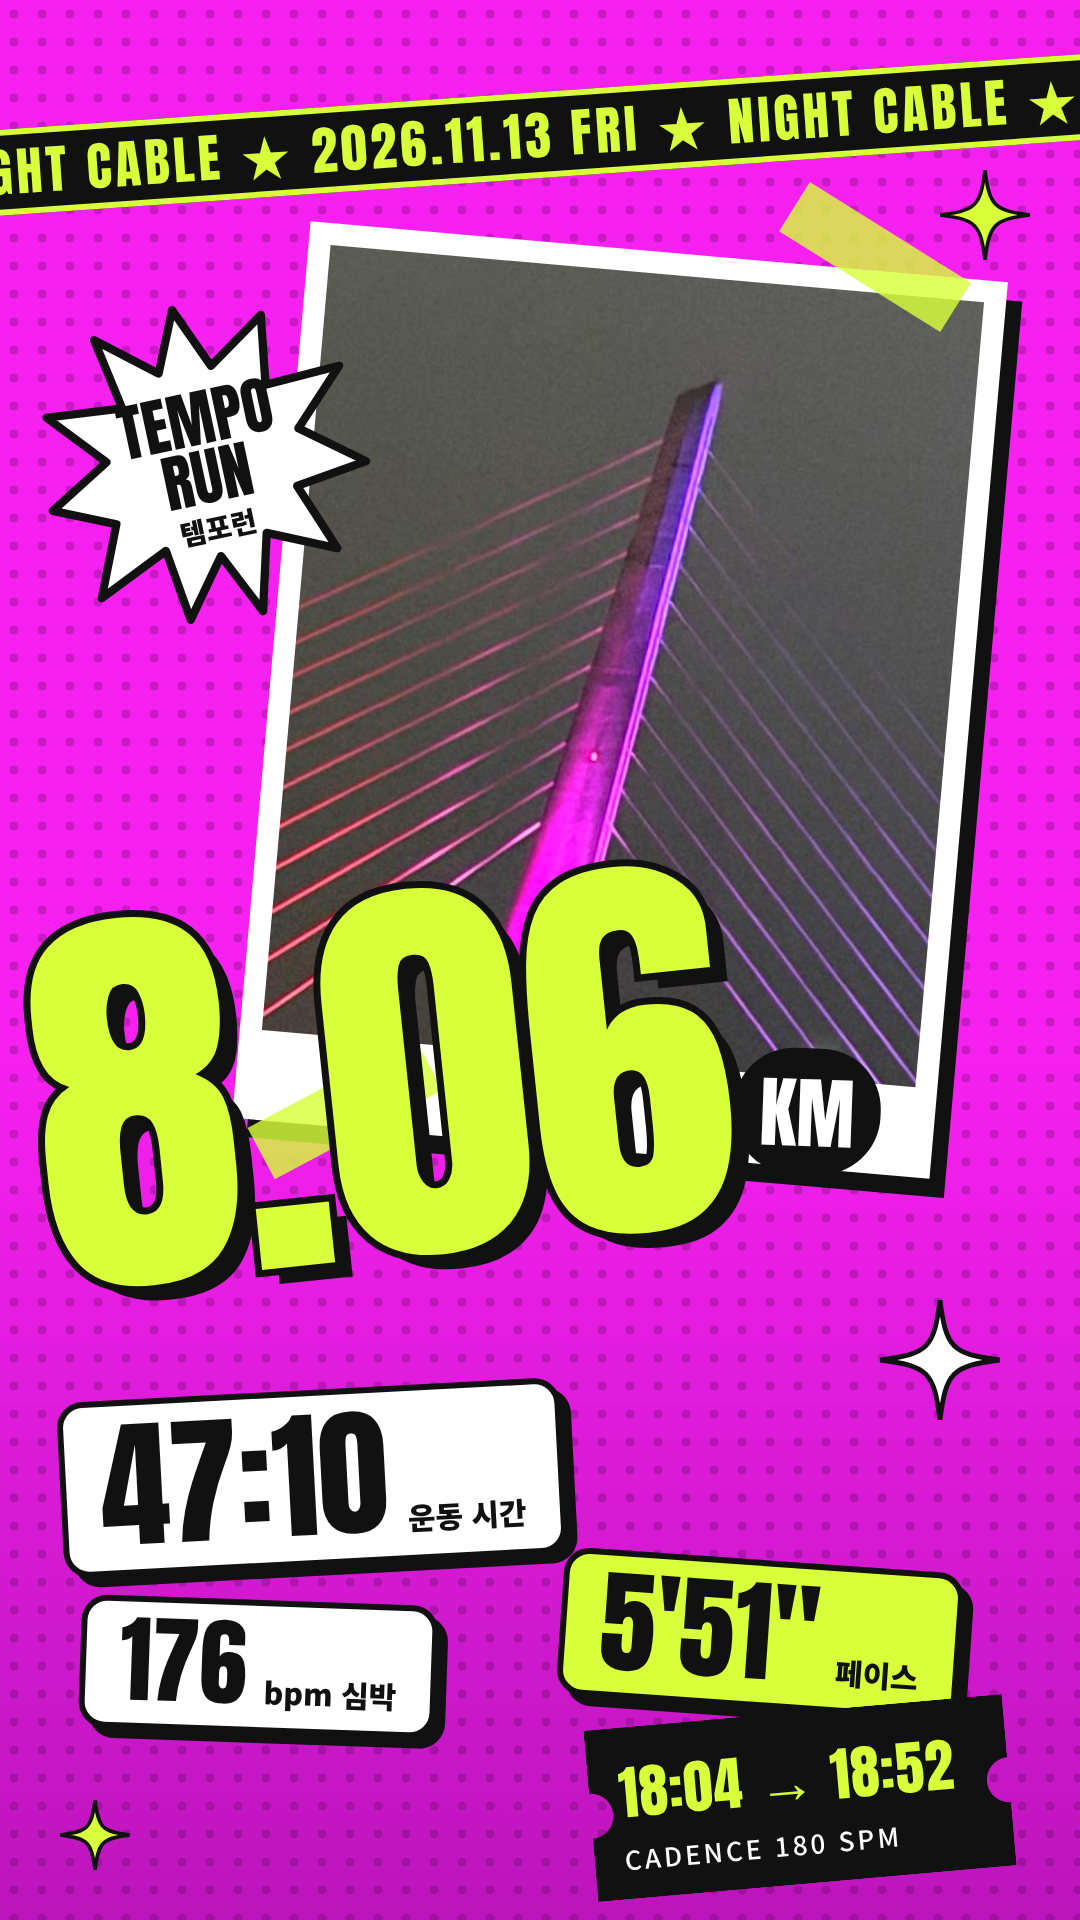 GHT CABLE ★ 2026.11.13 FRI ★ NIGHT CABLE ★
TEMPO
RUN
템포런
8.06 KM
47:10 운동 시간
5'51" 페이스
176 bpm 심박
18:04 → 18:52
CADENCE 180 SPM